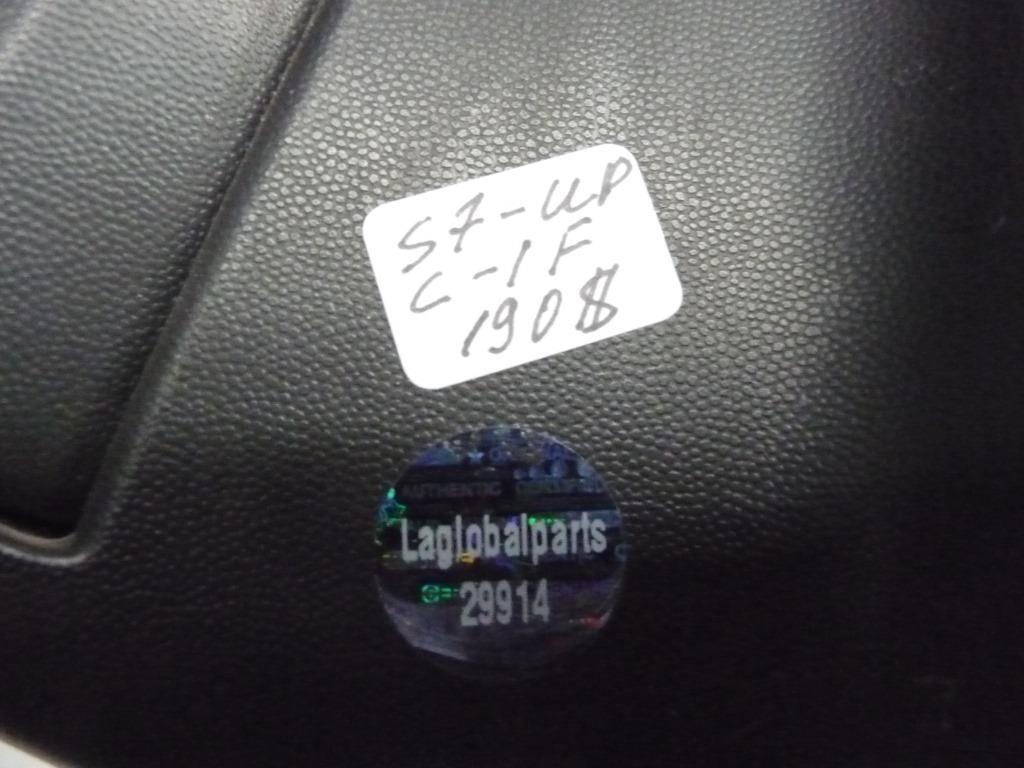 S7-UP
C-1F
1908
AUTHENTIC
Laglobalparts
29914